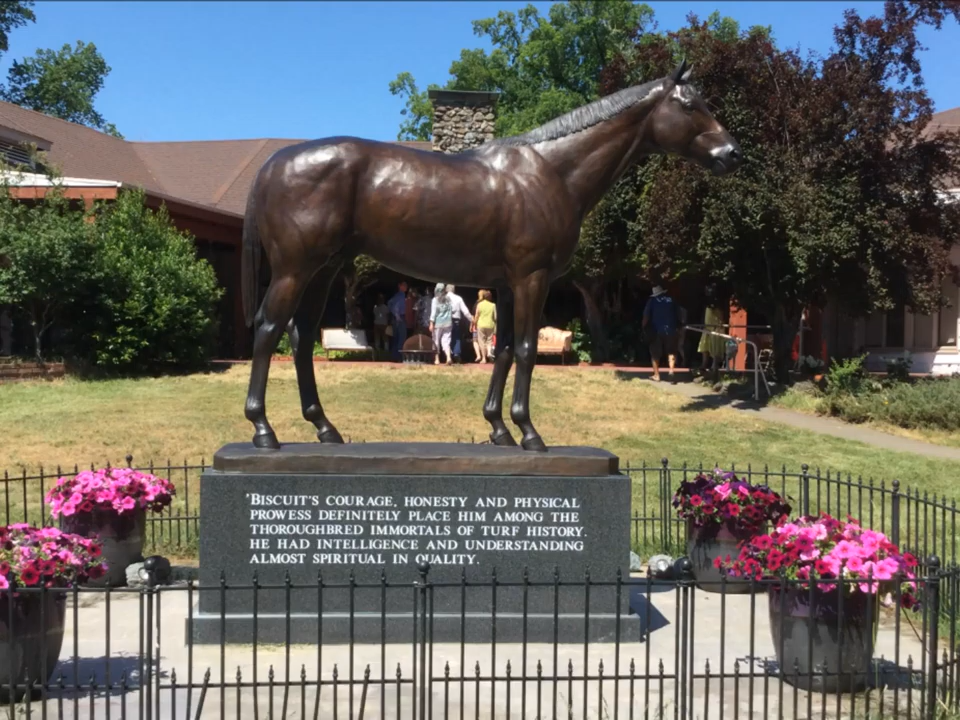 'BISCUIT'S COURAGE, HONESTY AND PHYSICAL
PROWESS DEFINITELY PLACE HIM AMONG THE
THOROUGHBRED IMMORTALS OF TURF HISTORY.
HE HAD INTELLIGENCE AND UNDERSTANDING
ALMOST SPIRITUAL IN QUALITY.